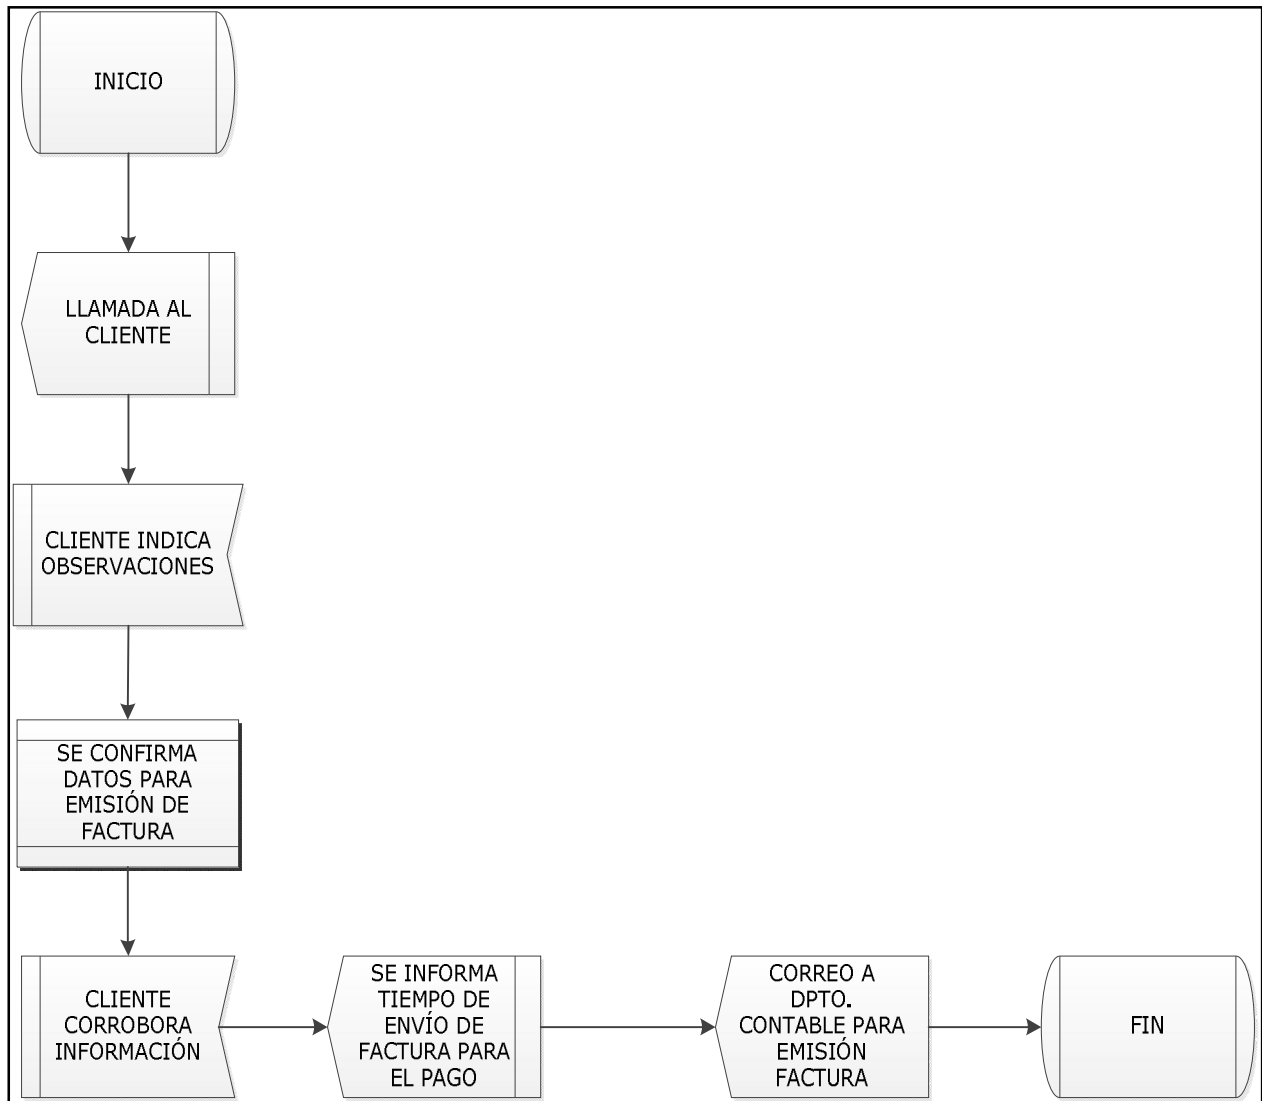 INICIO
LLAMADA AL
CLIENTE
CLIENTE INDICA
OBSERVACIONES
SE CONFIRMA
DATOS PARA
EMISIÓN DE
FACTURA
CLIENTE
CORROBORA
INFORMACIÓN
SE INFORMA
TIEMPO DE
ENVÍO DE
FACTURA PARA
EL PAGO
CORREO A
DPTO.
CONTABLE PARA
EMISIÓN
FACTURA
FIN